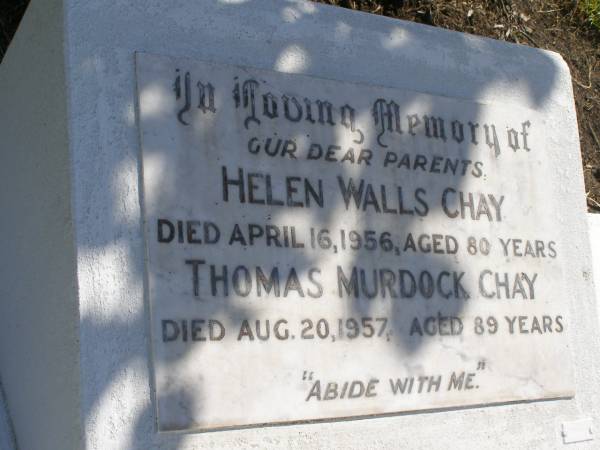 In Loving Memory of
OUR DEAR PARENTS,
HELEN WALLS CHAY
DIED APRIL 16, 1956, AGED 80 YEARS
THOMAS MURDOCK CHAY
DIED AUG. 20, 1957, AGED 89 YEARS
"ABIDE WITH ME."